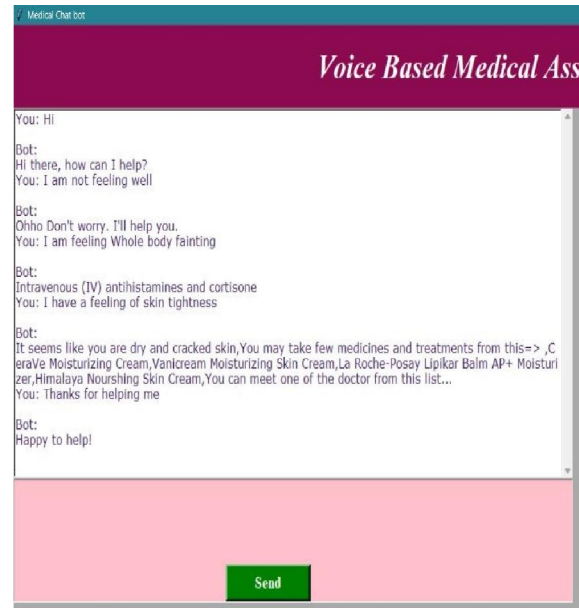 Medical Chat bot
Voice Based Medical Ass
You: Hi
Bot:
Hi there, how can I help?
You: I am not feeling well
Bot:
Ohho Don't worry. I'll help you.
You: I am feeling Whole body fainting
Bot:
Intravenous (IV) antihistamines and cortisone
You: I have a feeling of skin tightness
Bot:
It seems like you are dry and cracked skin,You may take few medicines and treatments from this=> ,C
eraVe Moisturizing Cream,Vanicream Moisturizing Skin Cream,La Roche-Posay Lipikar Balm AP+ Moisturi
zer,Himalaya Nourshing Skin Cream,You can meet one of the doctor from this list...
You: Thanks for helping me
Bot:
Happy to help!
Send